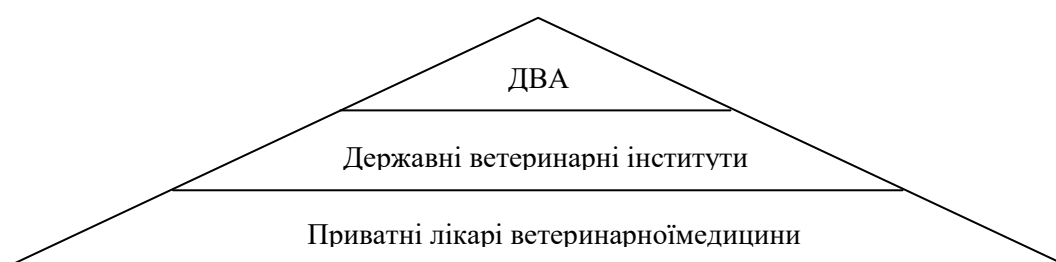 ДВА
Державні ветеринарні інститути
Приватні лікарі ветеринарноїмедицини